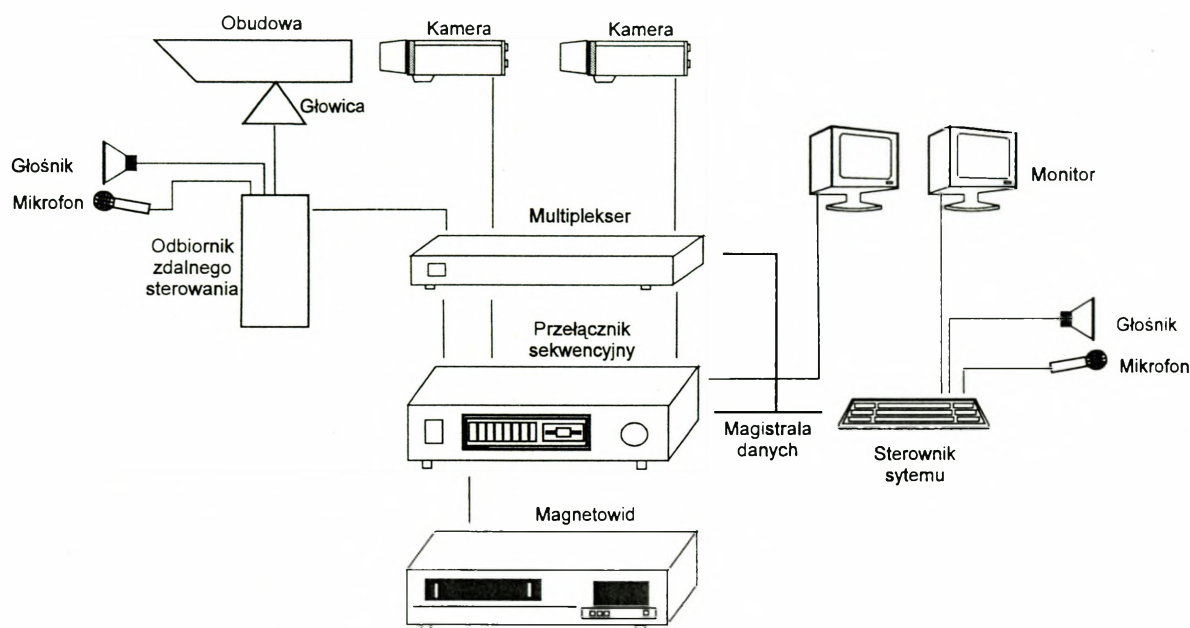 Obudowa
Kamera
Kamera
Głowica
Głośnik
Mikrofon
Monitor
Multiplekser
Odbiornik
zdalnego
sterowania
Przełącznik
sekwencyjny
Głośnik
Mikrofon
Magistrala
danych
Sterownik
sytemu
Magnetowid